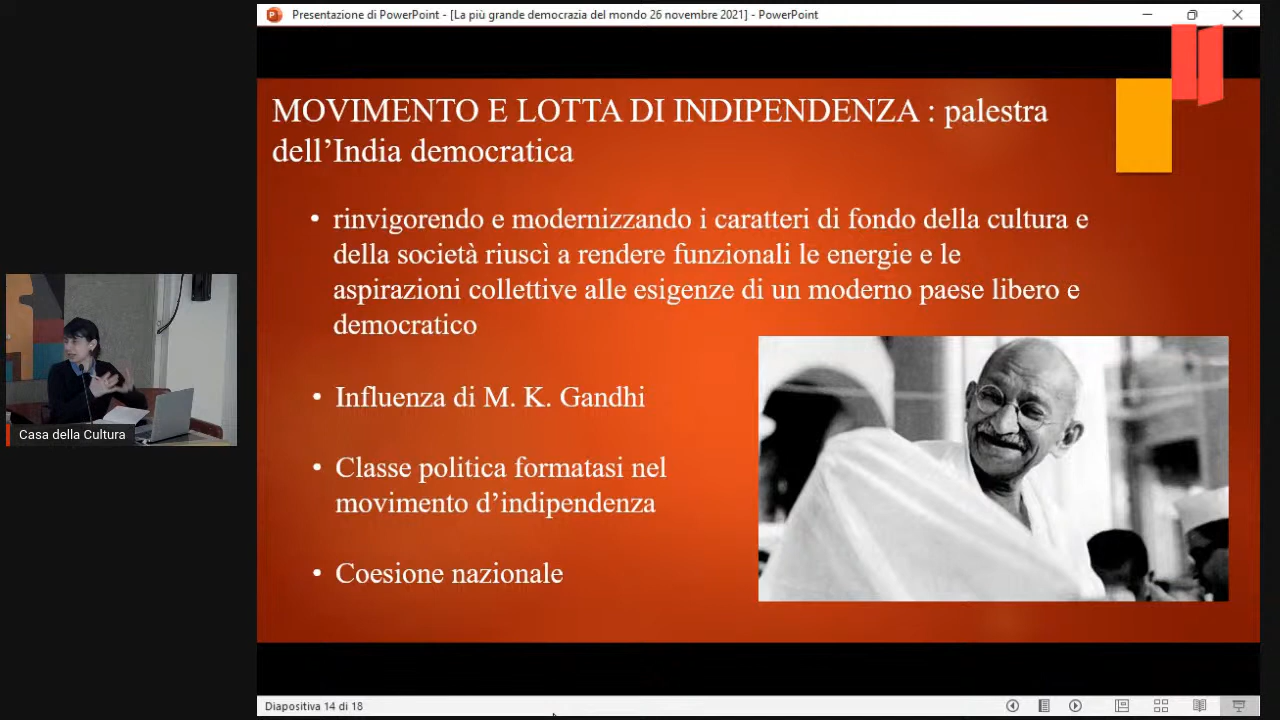 Presentazione di PowerPoint - [La più grande democrazia del mondo 26 novembre 2021] - PowerPoint
MOVIMENTO E LOTTA DI INDIPENDENZA : palestra
dell’India democratica
• rinvigorendo e modernizzando i caratteri di fondo della cultura e
della società riuscì a rendere funzionali le energie e le
aspirazioni collettive alle esigenze di un moderno paese libero e
democratico
• Influenza di M. K. Gandhi
• Classe politica formatasi nel
movimento d’indipendenza
• Coesione nazionale
Casa della Cultura
Diapositiva 14 di 18